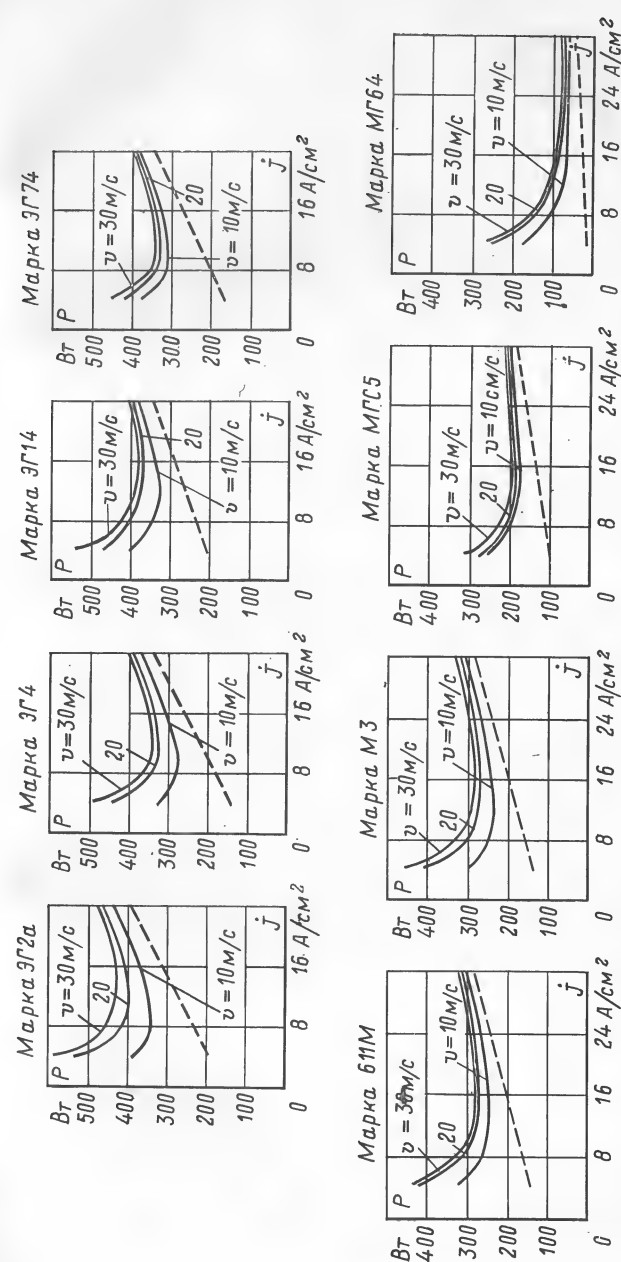 Марка ЭГ2а
Вт
P
500
400
300
200
100
v=30м/с
20
v=10м/с
j
0 8 16 А/см²
Марка ЭГ4
Вт
P
500
400
300
200
100
v=30м/с
20
v=10м/с
j
0 8 16 А/см²
Марка ЭГ14
Вт
P
500
400
300
200
100
v=30м/с
20
v=10м/с
j
0 8 16 А/см²
Марка ЭГ74
Вт
P
500
400
300
200
100
v=30м/с
20
v=10м/с
j
0 8 16 А/см²
Марка 611М
Вт
P
400
300
200
100
v=30м/с
20
v=10м/с
j
0 8 16 24 А/см²
Марка М3
Вт
P
400
300
200
100
v=30м/с
20
v=10м/с
j
0 8 16 24 А/см²
Марка МГС5
Вт
P
400
300
200
100
v=30м/с
20
v=10см/с
j
0 8 16 24 А/см²
Марка МГ64
Вт
P
400
300
200
100
v=30м/с
20
v=10м/с
j
0 8 16 24 А/см²